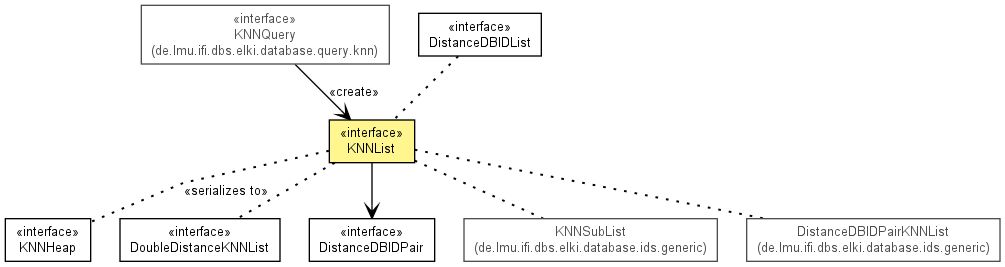 «interface»
KNNQuery
(de.lmu.ifi.dbs.elki.database.query.knn)
«interface»
DistanceDBIDList
«create»
«interface»
KNNList
«serializes to»
«interface»
KNNHeap
«interface»
DoubleDistanceKNNList
«interface»
DistanceDBIDPair
KNNSubList
(de.lmu.ifi.dbs.elki.database.ids.generic)
DistanceDBIDPairKNNList
(de.lmu.ifi.dbs.elki.database.ids.generic)